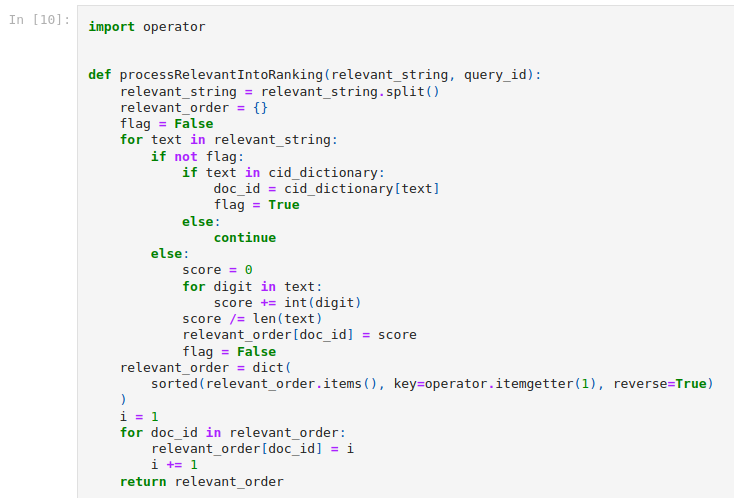 In [10]:
import operator


def processRelevantIntoRanking(relevant_string, query_id):
    relevant_string = relevant_string.split()
    relevant_order = {}
    flag = False
    for text in relevant_string:
        if not flag:
            if text in cid_dictionary:
                doc_id = cid_dictionary[text]
                flag = True
            else:
                continue
        else:
            score = 0
            for digit in text:
                score += int(digit)
            score /= len(text)
            relevant_order[doc_id] = score
            flag = False
    relevant_order = dict(
        sorted(relevant_order.items(), key=operator.itemgetter(1), reverse=True)
    )
    i = 1
    for doc_id in relevant_order:
        relevant_order[doc_id] = i
        i += 1
    return relevant_order